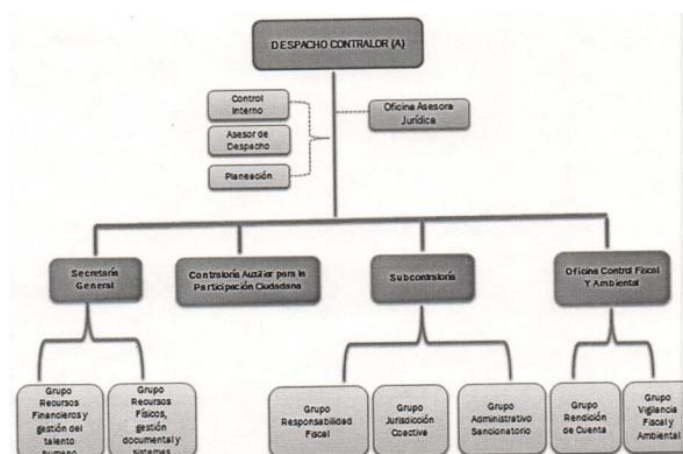 DESPACHO CONTRALOR (A)
Control
Interno
Oficina Asesora
Jurídica
Asesor de
Despacho
Planeación
Secretaría
General
Contraloría Auxiliar para la
Participación Ciudadana
Subcontraloría
Oficina Control Fiscal
Y Ambiental
Grupo
Recursos
Financieros y
gestión del
talento
humano
Grupo
Recursos
Físicos,
gestión
documental y
sistemas
Grupo
Responsabilidad
Fiscal
Grupo
Jurisdicción
Coactiva
Grupo
Administrativo
Sancionatorio
Grupo
Rendición
de Cuenta
Grupo
Vigilancia
Fiscal y
Ambiental